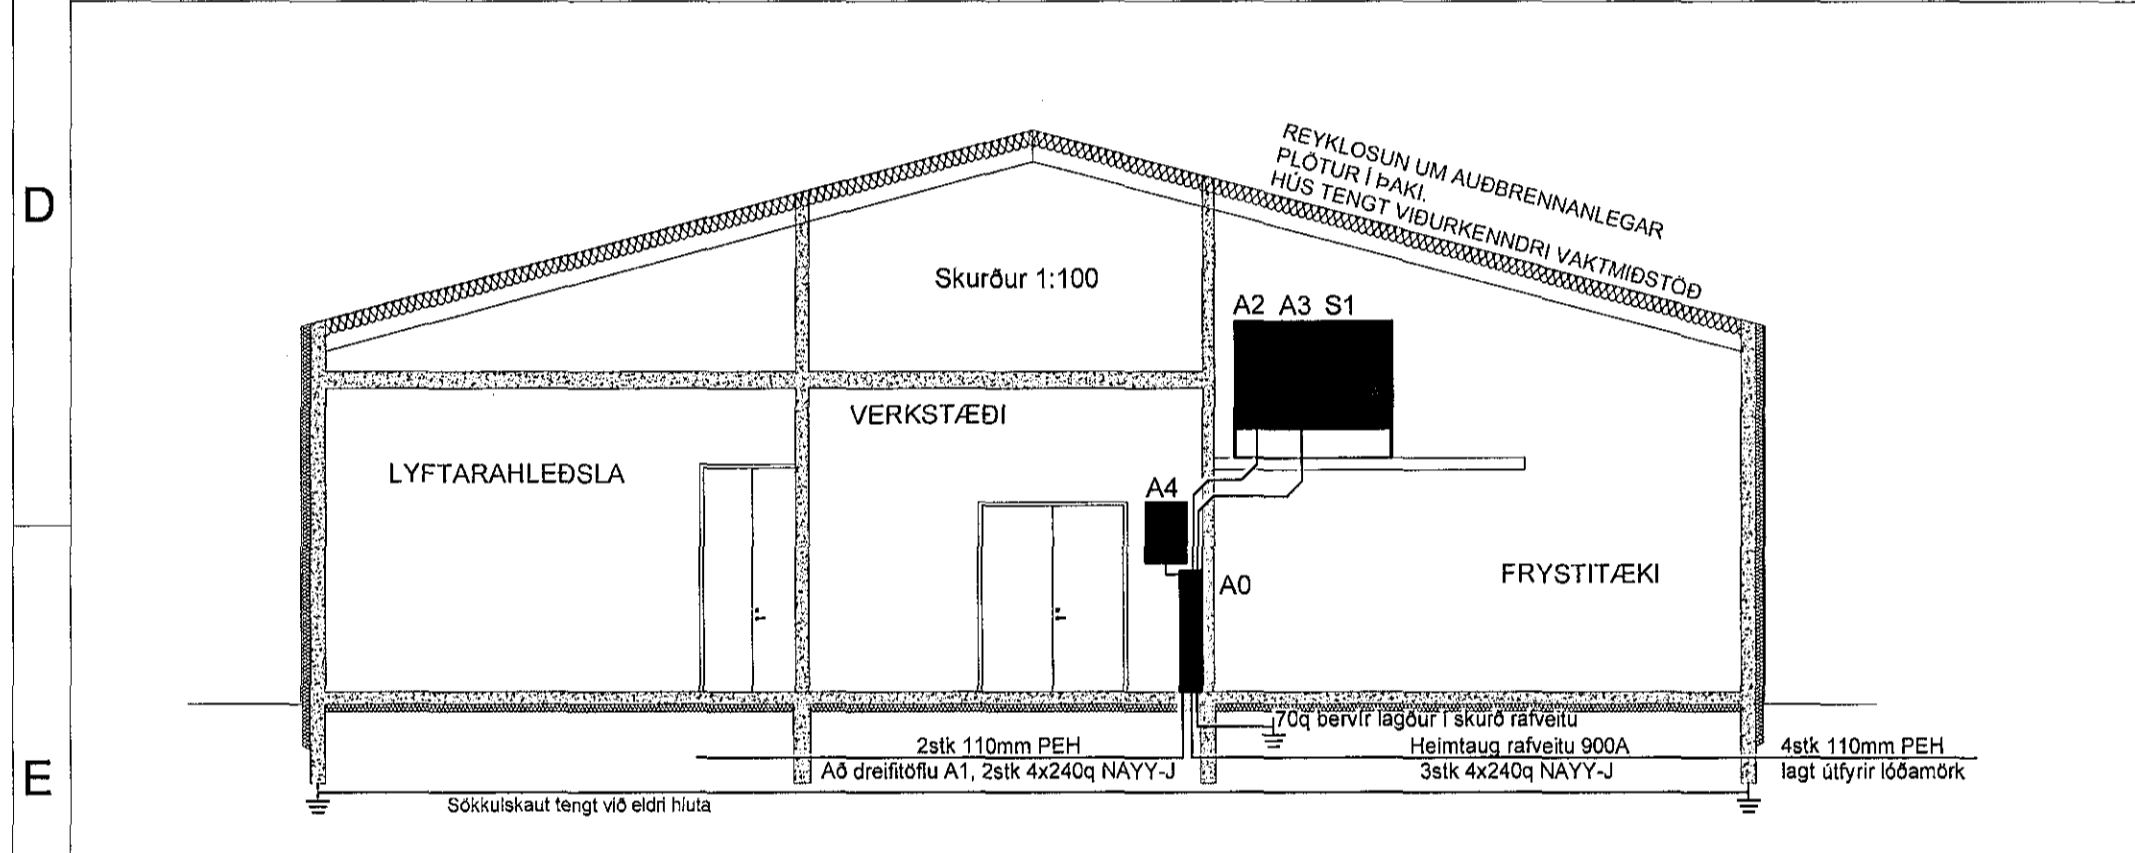 REYKLOSUN UM AUÐBRENNANLEGAR
PLÖTUR Í ÞAKI.
HÚS TENGT VIÐURKENNDRI VAKTMIÐSTÖÐ
D
Skurður 1:100
A2 A3 S1
VERKSTÆÐI
LYFTARAHLEÐSLA
A4
FRYSTITÆKI
A0
70q bervír lagður í skurð rafveitu
2stk 110mm PEH
Heimtaug rafveitu 900A
4stk 110mm PEH
E
Að dreifitöflu A1, 2stk 4x240q NAYY-J
3stk 4x240q NAYY-J
lagt útfyrir lóðamörk
Sökkulskaut tengt við eldri hluta